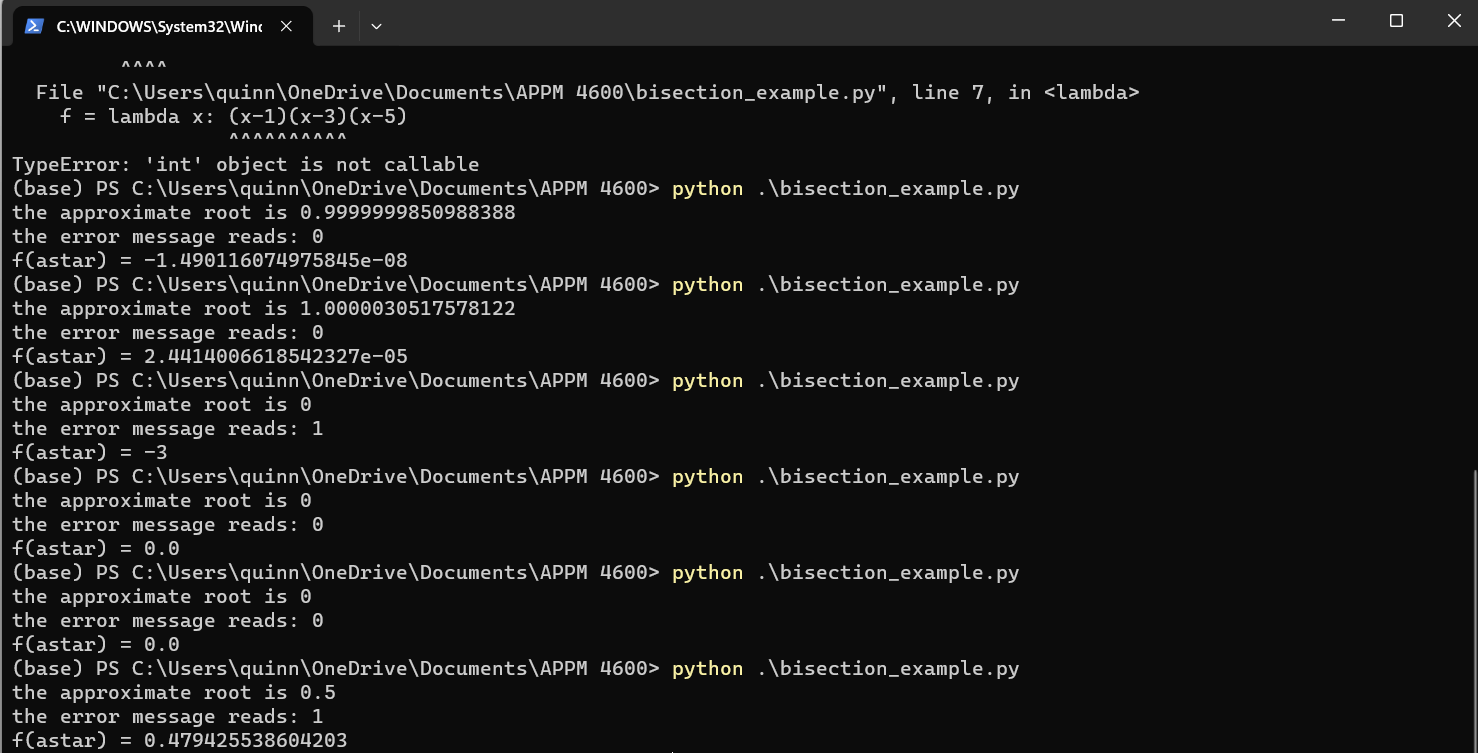 C:\WINDOWS\System32\Wind
^^^^
File "C:\Users\quinn\OneDrive\Documents\APPM 4600\bisection_example.py", line 7, in <lambda>
f = lambda x: (x-1)(x-3)(x-5)
^^^^^^^^^^
TypeError: 'int' object is not callable
(base) PS C:\Users\quinn\OneDrive\Documents\APPM 4600> python .\bisection_example.py
the approximate root is 0.9999999850988388
the error message reads: 0
f(astar) = -1.490116074975845e-08
(base) PS C:\Users\quinn\OneDrive\Documents\APPM 4600> python .\bisection_example.py
the approximate root is 1.0000030517578122
the error message reads: 0
f(astar) = 2.4414006618542327e-05
(base) PS C:\Users\quinn\OneDrive\Documents\APPM 4600> python .\bisection_example.py
the approximate root is 0
the error message reads: 1
f(astar) = -3
(base) PS C:\Users\quinn\OneDrive\Documents\APPM 4600> python .\bisection_example.py
the approximate root is 0
the error message reads: 0
f(astar) = 0.0
(base) PS C:\Users\quinn\OneDrive\Documents\APPM 4600> python .\bisection_example.py
the approximate root is 0
the error message reads: 0
f(astar) = 0.0
(base) PS C:\Users\quinn\OneDrive\Documents\APPM 4600> python .\bisection_example.py
the approximate root is 0.5
the error message reads: 1
f(astar) = 0.479425538604203